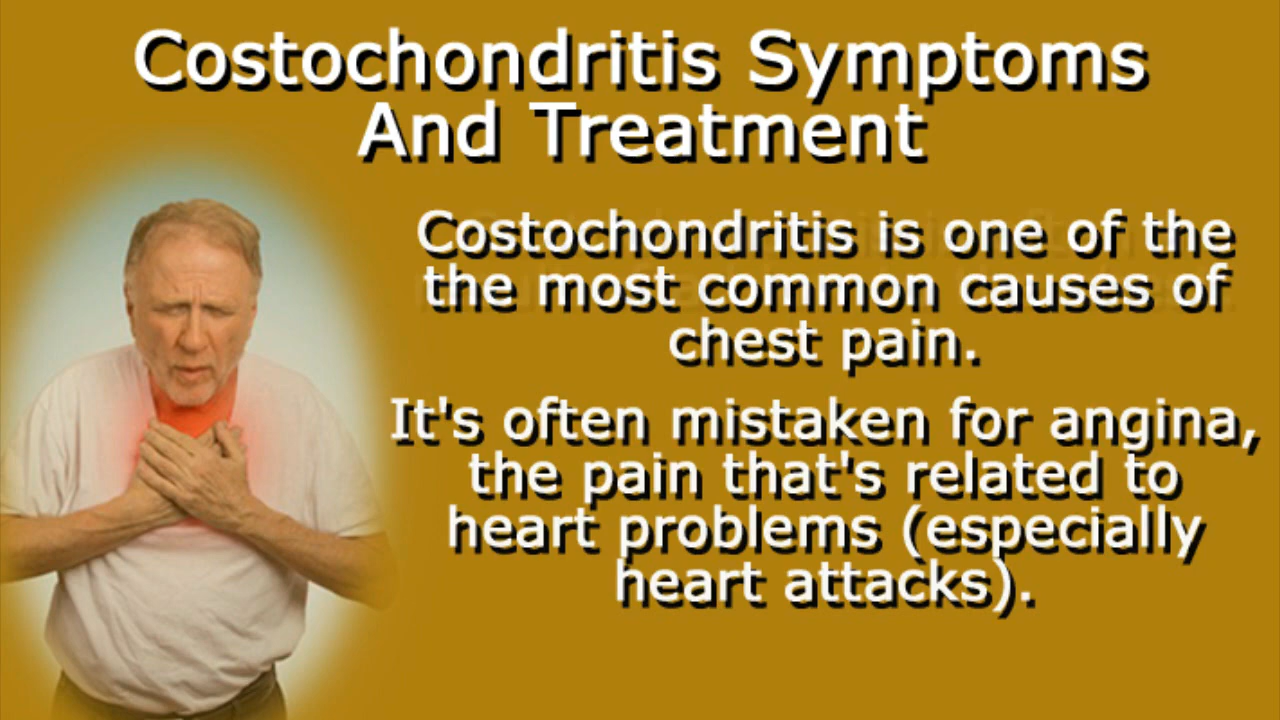 Costochondritis Symptoms
And Treatment
Costochondritis is one of the
the most common causes of
chest pain.
It's often mistaken for angina,
the pain that's related to
heart problems (especially
heart attacks).